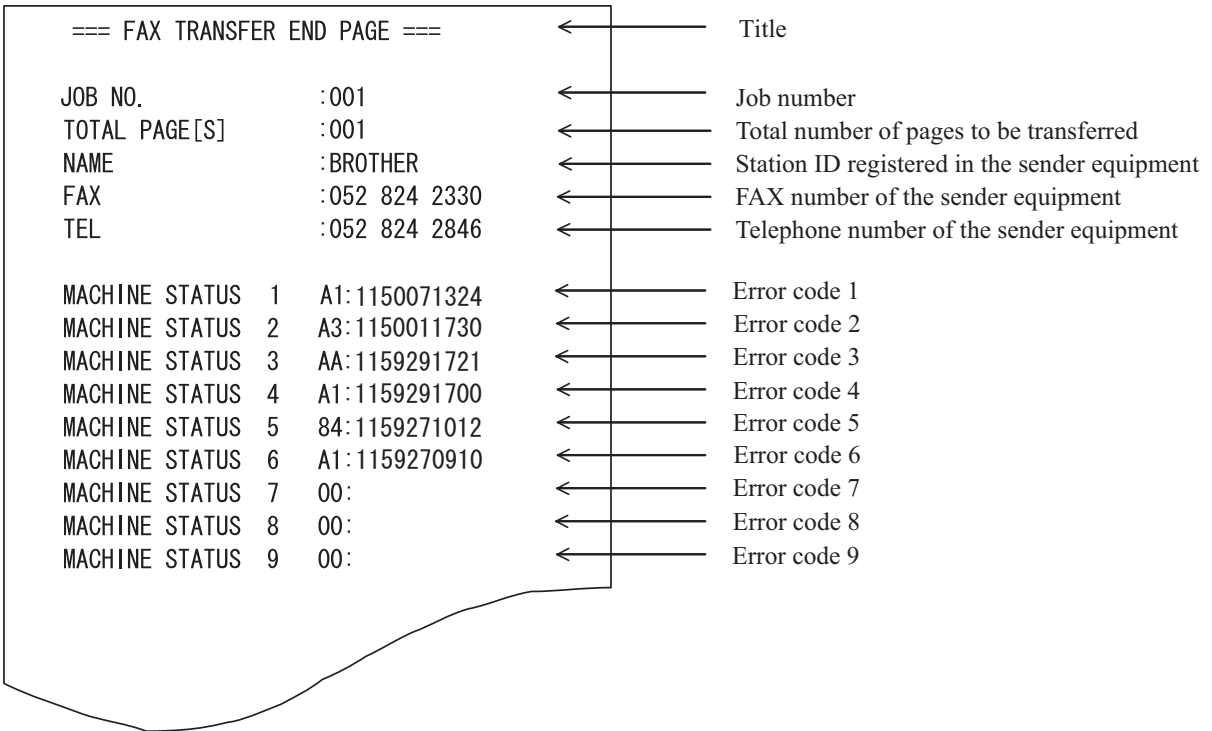 === FAX TRANSFER END PAGE === Title
JOB NO. :001 Job number
TOTAL PAGE[S] :001 Total number of pages to be transferred
NAME :BROTHER Station ID registered in the sender equipment
FAX :052 824 2330 FAX number of the sender equipment
TEL :052 824 2846 Telephone number of the sender equipment
MACHINE STATUS 1 A1:1150071324 Error code 1
MACHINE STATUS 2 A3:1150011730 Error code 2
MACHINE STATUS 3 AA:1159291721 Error code 3
MACHINE STATUS 4 A1:1159291700 Error code 4
MACHINE STATUS 5 84:1159271012 Error code 5
MACHINE STATUS 6 A1:1159270910 Error code 6
MACHINE STATUS 7 00: Error code 7
MACHINE STATUS 8 00: Error code 8
MACHINE STATUS 9 00: Error code 9